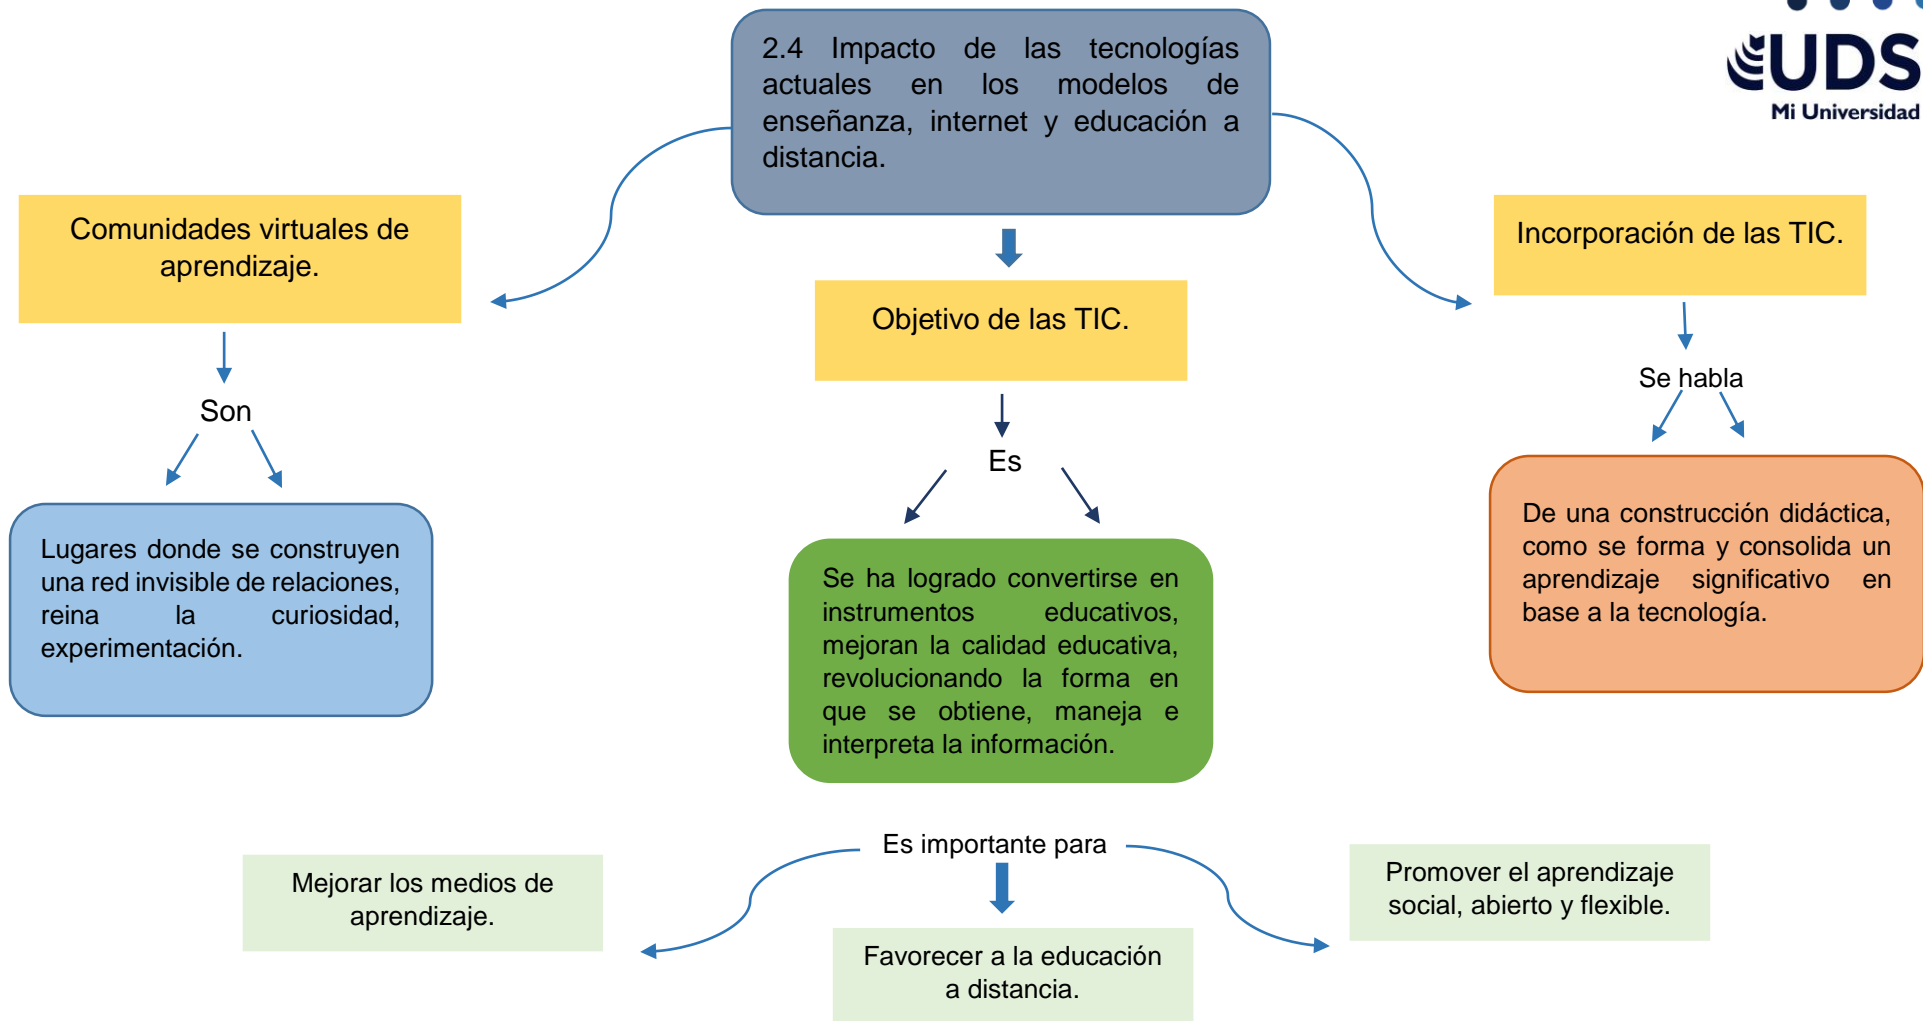 2.4 Impacto de las tecnologías
actuales en los modelos de
enseñanza, internet y educación a
distancia.
UDS
Mi Universidad
Comunidades virtuales de
aprendizaje.
Objetivo de las TIC.
Incorporación de las TIC.
Son
Es
Se habla
Lugares donde se construyen
una red invisible de relaciones,
reina la curiosidad,
experimentación.
Se ha logrado convertirse en
instrumentos educativos,
mejoran la calidad educativa,
revolucionando la forma en
que se obtiene, maneja e
interpreta la información.
De una construcción didáctica,
como se forma y consolida un
aprendizaje significativo en
base a la tecnología.
Es importante para
Mejorar los medios de
aprendizaje.
Favorecer a la educación
a distancia.
Promover el aprendizaje
social, abierto y flexible.